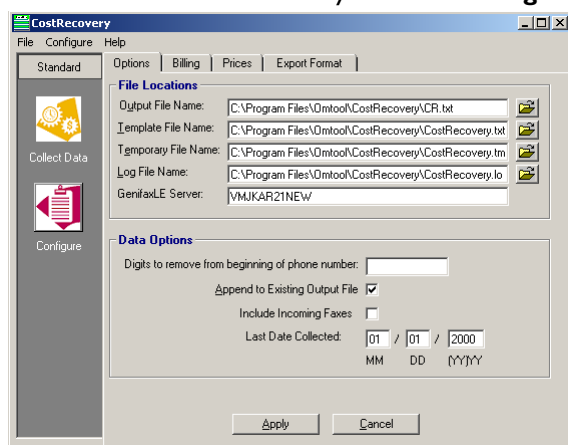 CostRecovery
File Configure Help
Standard
Collect Data
Configure
Options Billing Prices Export Format
File Locations
Output File Name: C:\Program Files\Omtool\CostRecovery\CR.txt
Template File Name: C:\Program Files\Omtool\CostRecovery\CostRecovery.txt
Temporary File Name: C:\Program Files\Omtool\CostRecovery\CostRecovery.tm
Log File Name: C:\Program Files\Omtool\CostRecovery\CostRecovery.lo
GenifaxLE Server: VMJKAR21NEW
Data Options
Digits to remove from beginning of phone number:
Append to Existing Output File
Include Incoming Faxes
Last Date Collected: 01 / 01 / 2000
MM DD (YY)YY
Apply Cancel